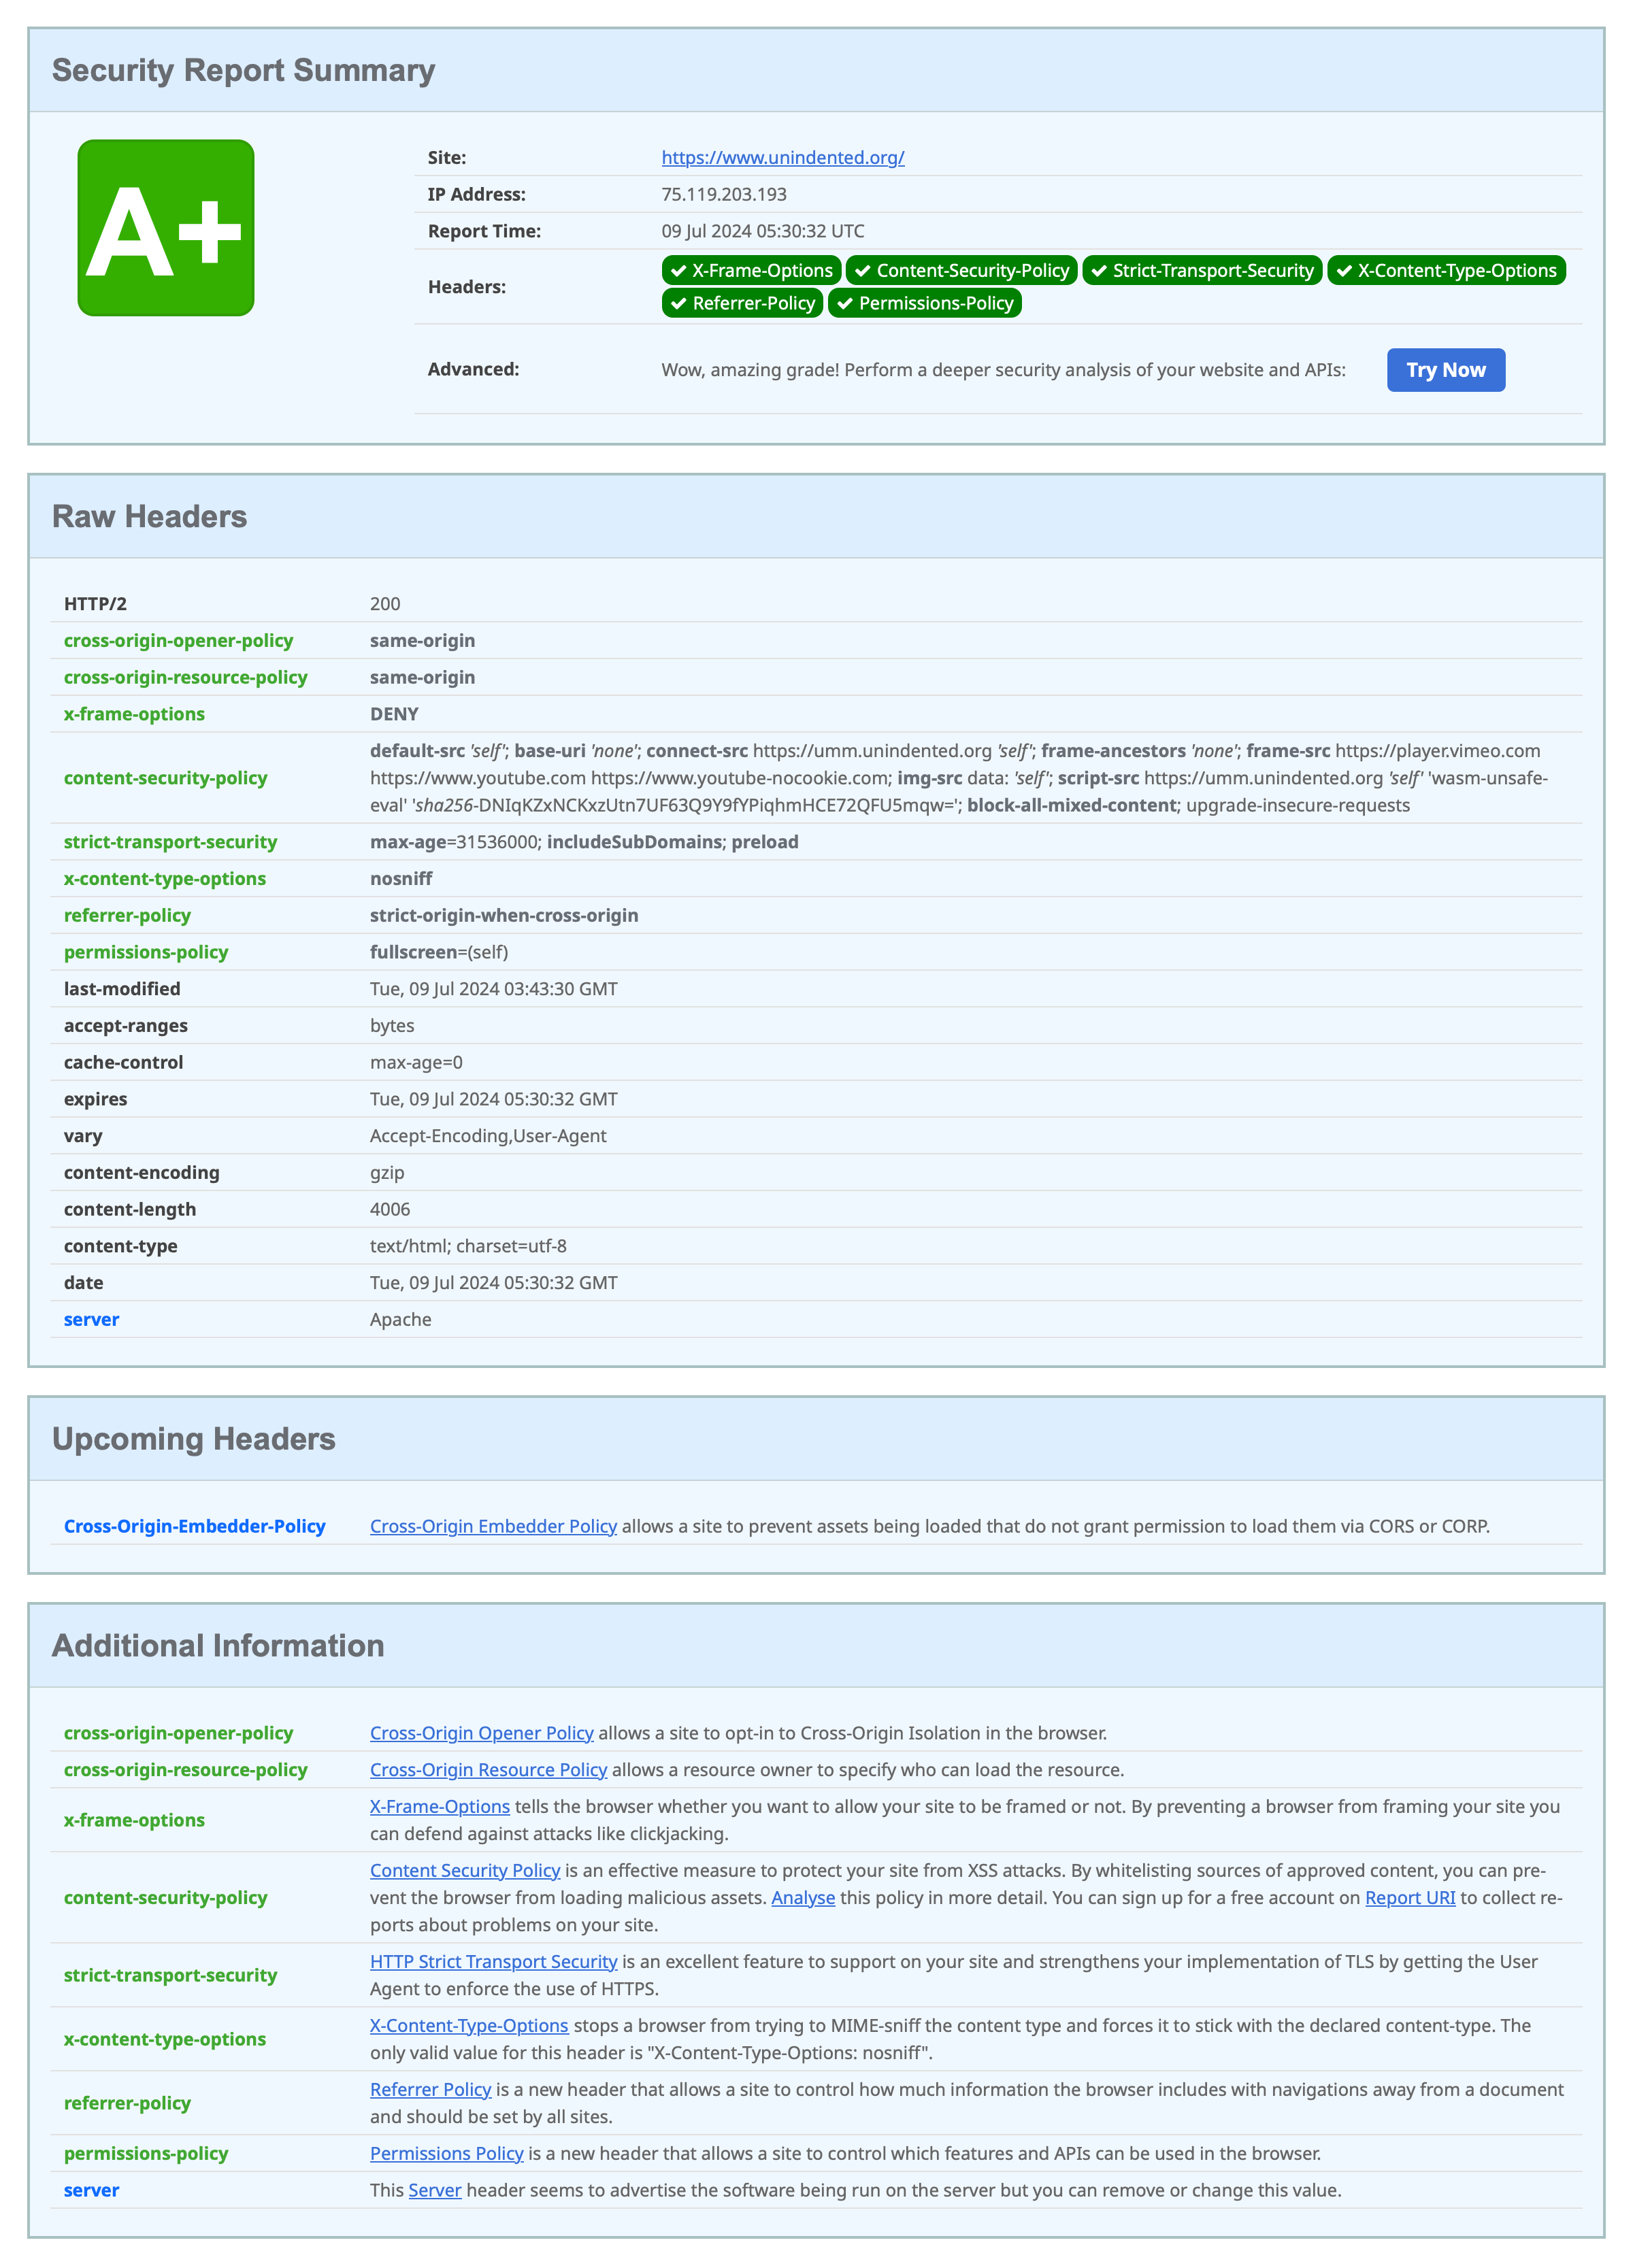 Security Report Summary
A+
Site: https://www.unindented.org/
IP Address: 75.119.203.193
Report Time: 09 Jul 2024 05:30:32 UTC
Headers: X-Frame-Options Content-Security-Policy Strict-Transport-Security X-Content-Type-Options
Referrer-Policy Permissions-Policy
Advanced: Wow, amazing grade! Perform a deeper security analysis of your website and APIs: Try Now
Raw Headers
HTTP/2 200
cross-origin-opener-policy same-origin
cross-origin-resource-policy same-origin
x-frame-options DENY
content-security-policy default-src 'self'; base-uri 'none'; connect-src https://umm.unindented.org 'self'; frame-ancestors 'none'; frame-src https://player.vimeo.com
https://www.youtube.com https://www.youtube-nocookie.com; img-src data: 'self'; script-src https://umm.unindented.org 'self' 'wasm-unsafe-
eval' 'sha256-DNIqKZxNCKxzUtn7UF63Q9Y9fYPiqhmHCE72QFU5mqw='; block-all-mixed-content; upgrade-insecure-requests
strict-transport-security max-age=31536000; includeSubDomains; preload
x-content-type-options nosniff
referrer-policy strict-origin-when-cross-origin
permissions-policy fullscreen=(self)
last-modified Tue, 09 Jul 2024 03:43:30 GMT
accept-ranges bytes
cache-control max-age=0
expires Tue, 09 Jul 2024 05:30:32 GMT
vary Accept-Encoding,User-Agent
content-encoding gzip
content-length 4006
content-type text/html; charset=utf-8
date Tue, 09 Jul 2024 05:30:32 GMT
server Apache
Upcoming Headers
Cross-Origin-Embedder-Policy Cross-Origin Embedder Policy allows a site to prevent assets being loaded that do not grant permission to load them via CORS or CORP.
Additional Information
cross-origin-opener-policy Cross-Origin Opener Policy allows a site to opt-in to Cross-Origin Isolation in the browser.
cross-origin-resource-policy Cross-Origin Resource Policy allows a resource owner to specify who can load the resource.
x-frame-options X-Frame-Options tells the browser whether you want to allow your site to be framed or not. By preventing a browser from framing your site you
can defend against attacks like clickjacking.
content-security-policy Content Security Policy is an effective measure to protect your site from XSS attacks. By whitelisting sources of approved content, you can pre-
vent the browser from loading malicious assets. Analyse this policy in more detail. You can sign up for a free account on Report URI to collect re-
ports about problems on your site.
strict-transport-security HTTP Strict Transport Security is an excellent feature to support on your site and strengthens your implementation of TLS by getting the User
Agent to enforce the use of HTTPS.
x-content-type-options X-Content-Type-Options stops a browser from trying to MIME-sniff the content type and forces it to stick with the declared content-type. The
only valid value for this header is "X-Content-Type-Options: nosniff".
referrer-policy Referrer Policy is a new header that allows a site to control how much information the browser includes with navigations away from a document
and should be set by all sites.
permissions-policy Permissions Policy is a new header that allows a site to control which features and APIs can be used in the browser.
server This Server header seems to advertise the software being run on the server but you can remove or change this value.